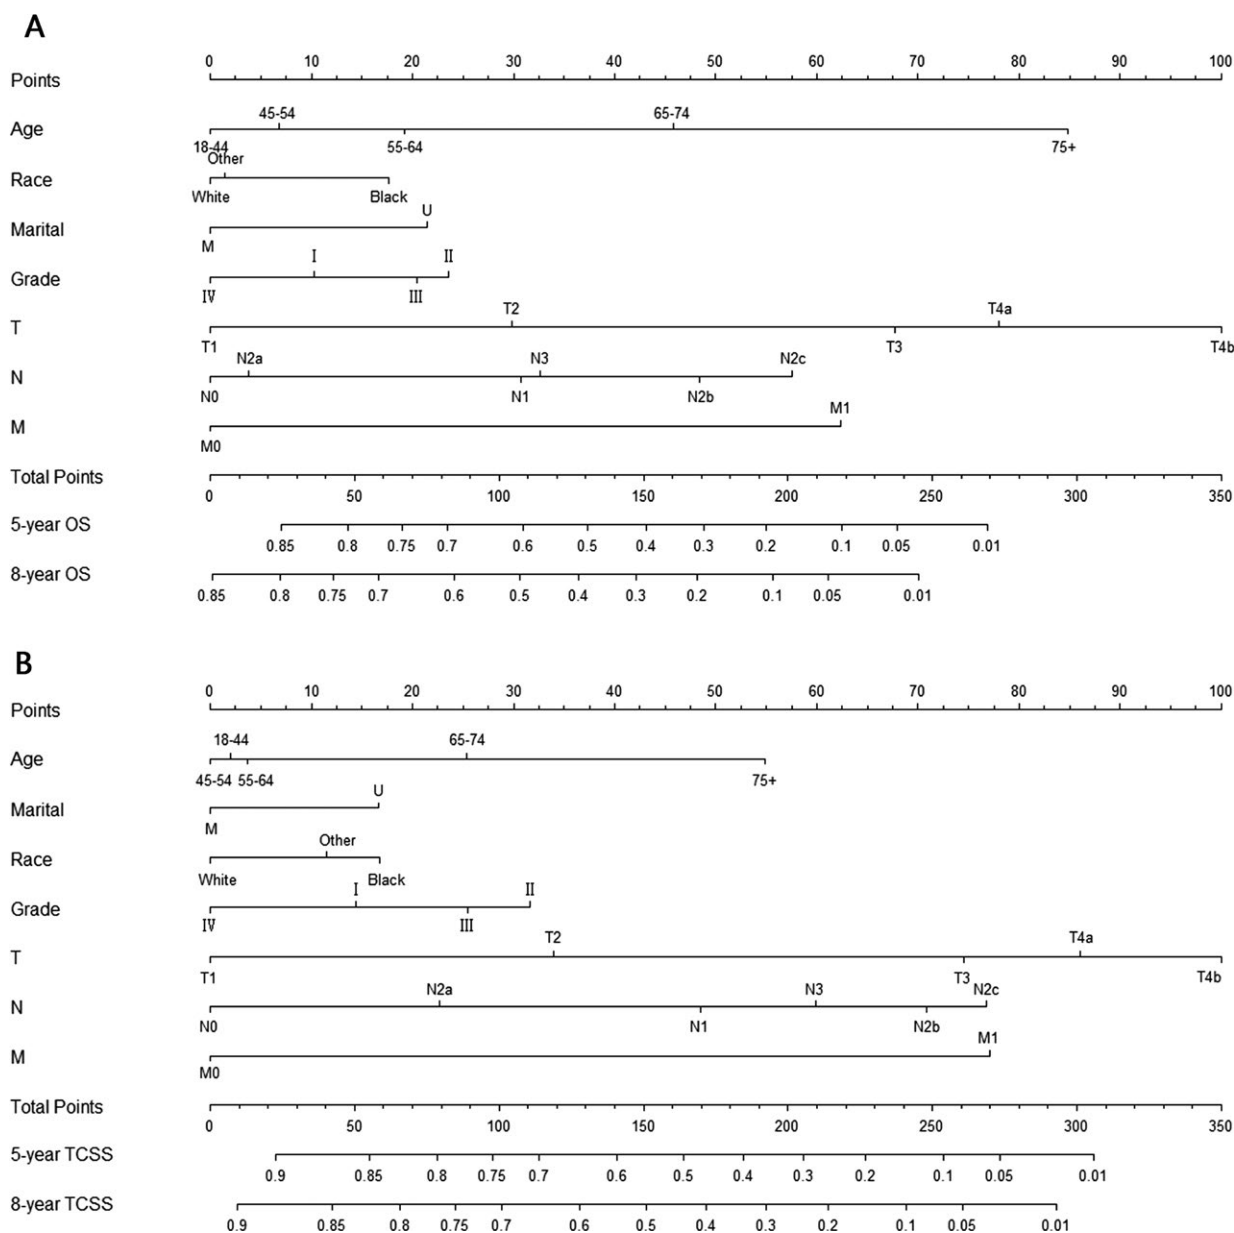 A
0 10 20 30 40 50 60 70 80 90 100
Points
45-54 65-74
Age
18-44 55-64 75+
Other
Race
White Black
U
Marital
M
I II
Grade
IV III
T2 T4a
T
T1 T3 T4b
N2a N3 N2c
N
N0 N1 N2b
M1
M
M0
Total Points
0 50 100 150 200 250 300 350
5-year OS
0.85 0.8 0.75 0.7 0.6 0.5 0.4 0.3 0.2 0.1 0.05 0.01
8-year OS
0.85 0.8 0.75 0.7 0.6 0.5 0.4 0.3 0.2 0.1 0.05 0.01
B
0 10 20 30 40 50 60 70 80 90 100
Points
18-44 65-74
Age
45-54 55-64 75+
U
Marital
M
Other
Race
White Black
I II
Grade
IV III
T2 T4a
T
T1 T3 T4b
N2a N3 N2c
N
N0 N1 N2b
M1
M
M0
Total Points
0 50 100 150 200 250 300 350
5-year TCSS
0.9 0.85 0.8 0.75 0.7 0.6 0.5 0.4 0.3 0.2 0.1 0.05 0.01
8-year TCSS
0.9 0.85 0.8 0.75 0.7 0.6 0.5 0.4 0.3 0.2 0.1 0.05 0.01